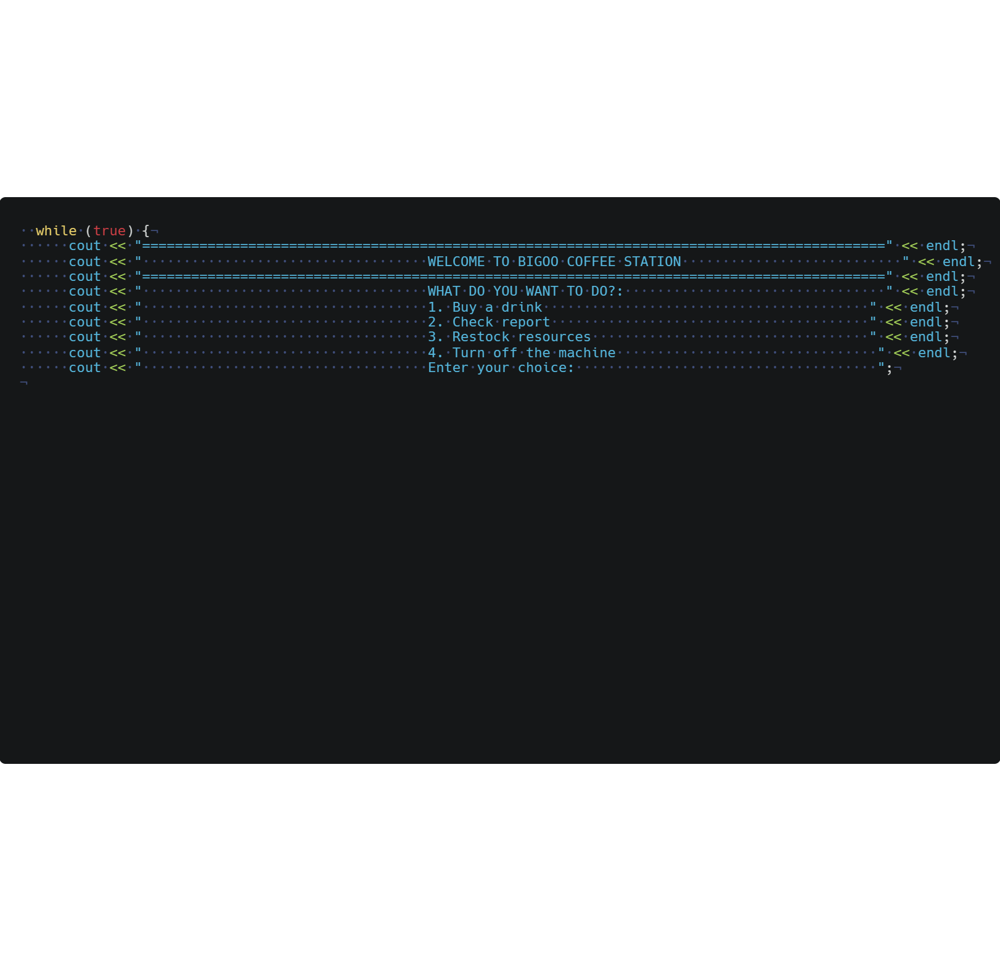 while (true) {
      cout << "===========================================================================================" << endl;
      cout << "                                   WELCOME TO BIGOO COFFEE STATION                           " << endl;
      cout << "===========================================================================================" << endl;
      cout << "                                   WHAT DO YOU WANT TO DO?:                                " << endl;
      cout << "                                   1. Buy a drink                                        " << endl;
      cout << "                                   2. Check report                                       " << endl;
      cout << "                                   3. Restock resources                                  " << endl;
      cout << "                                   4. Turn off the machine                                " << endl;
      cout << "                                   Enter your choice:                                     ";